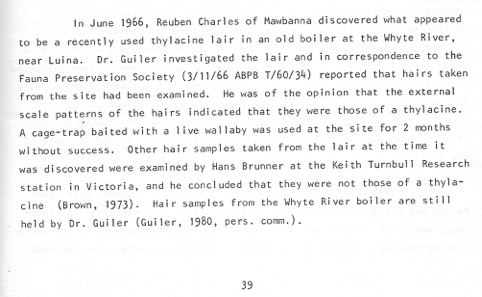 In June 1966, Reuben Charles of Mawbanna discovered what appeared
to be a recently used thylacine lair in an old boiler at the Whyte River,
near Luina. Dr. Guiler investigated the lair and in correspondence to the
Fauna Preservation Society (3/11/66 ABPB T/60/34) reported that hairs taken
from the site had been examined. He was of the opinion that the external
scale patterns of the hairs indicated that they were those of a thylacine.
A cage-trap baited with a live wallaby was used at the site for 2 months
without success. Other hair samples taken from the lair at the time it
was discovered were examined by Hans Brunner at the Keith Turnbull Research
station in Victoria, and he concluded that they were not those of a thyla-
cine (Brown, 1973). Hair samples from the Whyte River boiler are still
held by Dr. Guiler (Guiler, 1980, pers. comm.).
39